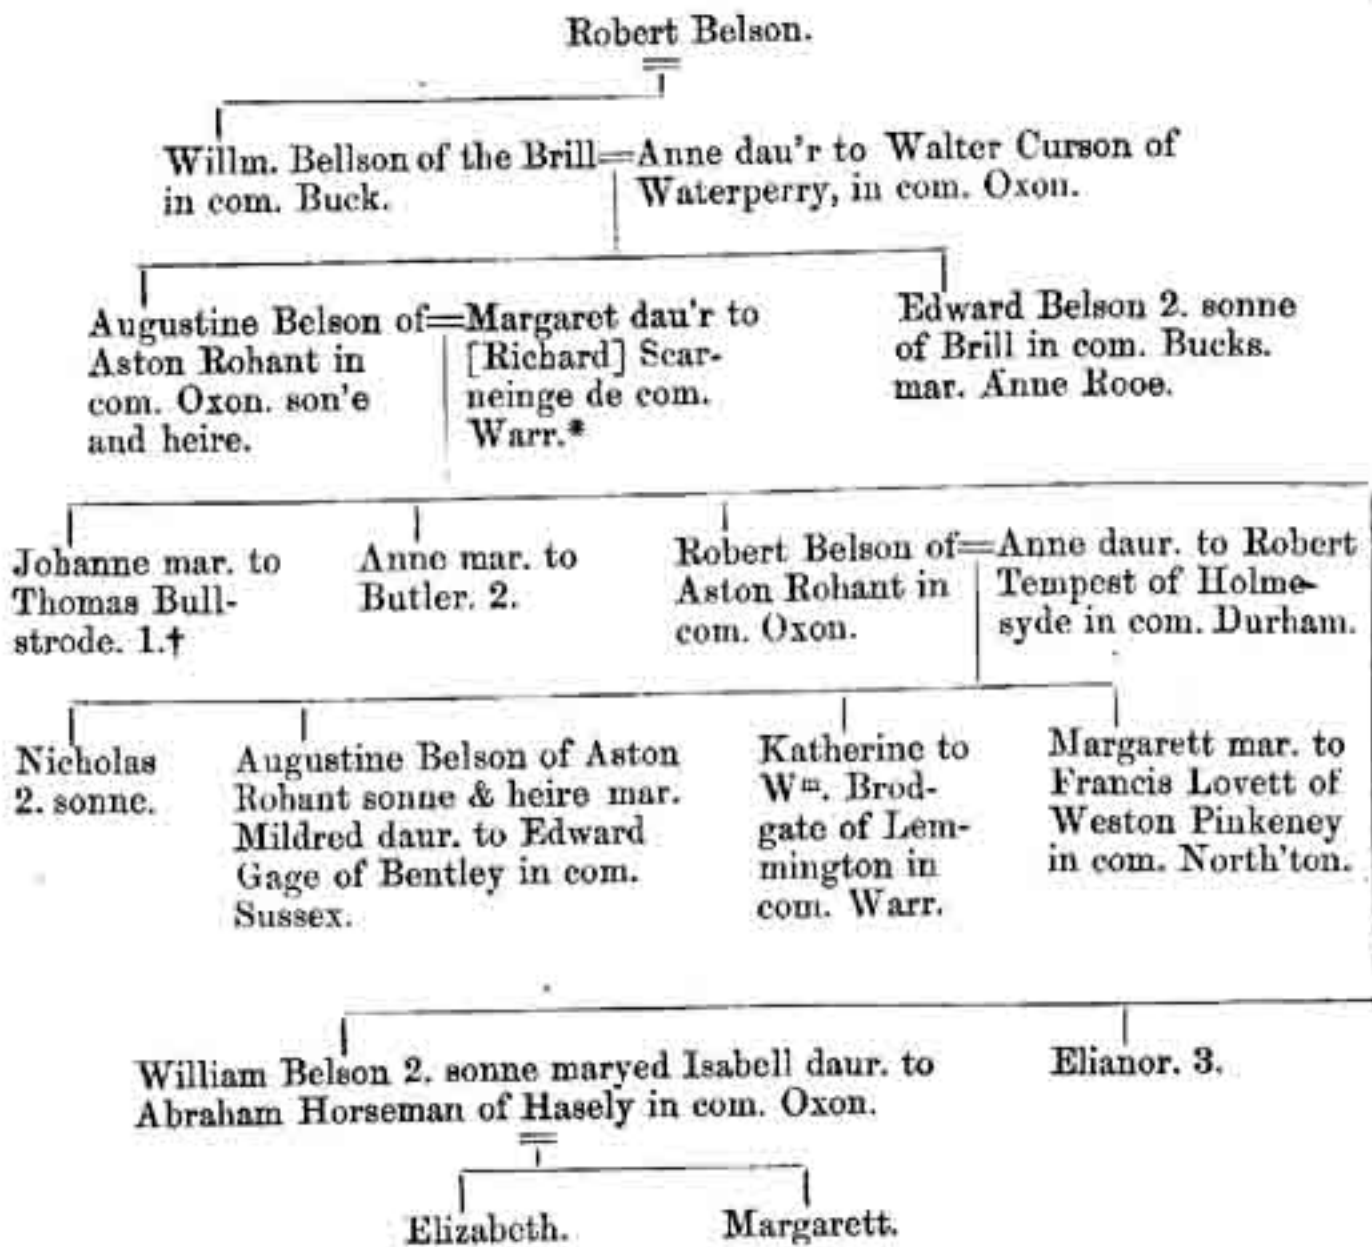 Robert Belson.
Willm. Bellson of the Brill=Anne dau'r to Walter Curson of
in com. Buck.
Waterperry, in com. Oxon.
Augustine Belson of=Margaret dau'r to
Aston Rohant in
com. Oxon. son'e
and heire.
[Richard] Scar-
neinge de com.
Warr.*
Edward Belson 2. sonne
of Brill in com. Bucks.
mar. Anne Rooe.
Johanne mar. to
Thomas Bull-
strode. 1.†
Anne mar. to
Butler. 2.
Robert Belson of=Anne daur. to Robert
Aston Rohant in
com. Oxon.
Tempest of Holme-
syde in com. Durham.
Nicholas
2. sonne.
Augustine Belson of Aston
Rohant sonne & heire mar.
Mildred daur. to Edward
Gage of Bentley in com.
Sussex.
Katherine to
Wᵐ. Brod-
gate of Lem-
mington in
com. Warr.
Margarett mar. to
Francis Lovett of
Weston Pinkeney
in com. North'ton.
William Belson 2. sonne maryed Isabell daur. to
Abraham Horseman of Hasely in com. Oxon.
Elianor. 3.
Elizabeth.
Margarett.